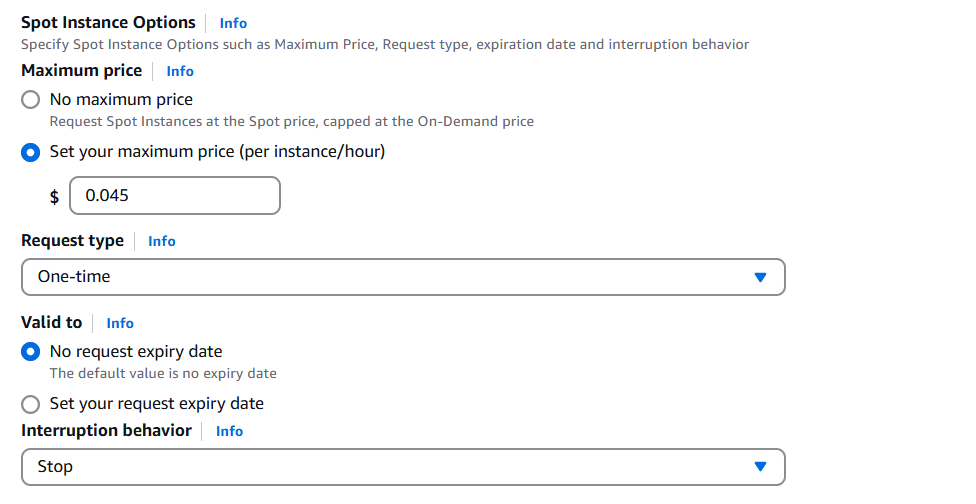 Spot Instance Options Info
Specify Spot Instance Options such as Maximum Price, Request type, expiration date and interruption behavior
Maximum price Info
No maximum price
Request Spot Instances at the Spot price, capped at the On-Demand price
Set your maximum price (per instance/hour)
$ 0.045
Request type Info
One-time
Valid to Info
No request expiry date
The default value is no expiry date
Set your request expiry date
Interruption behavior Info
Stop